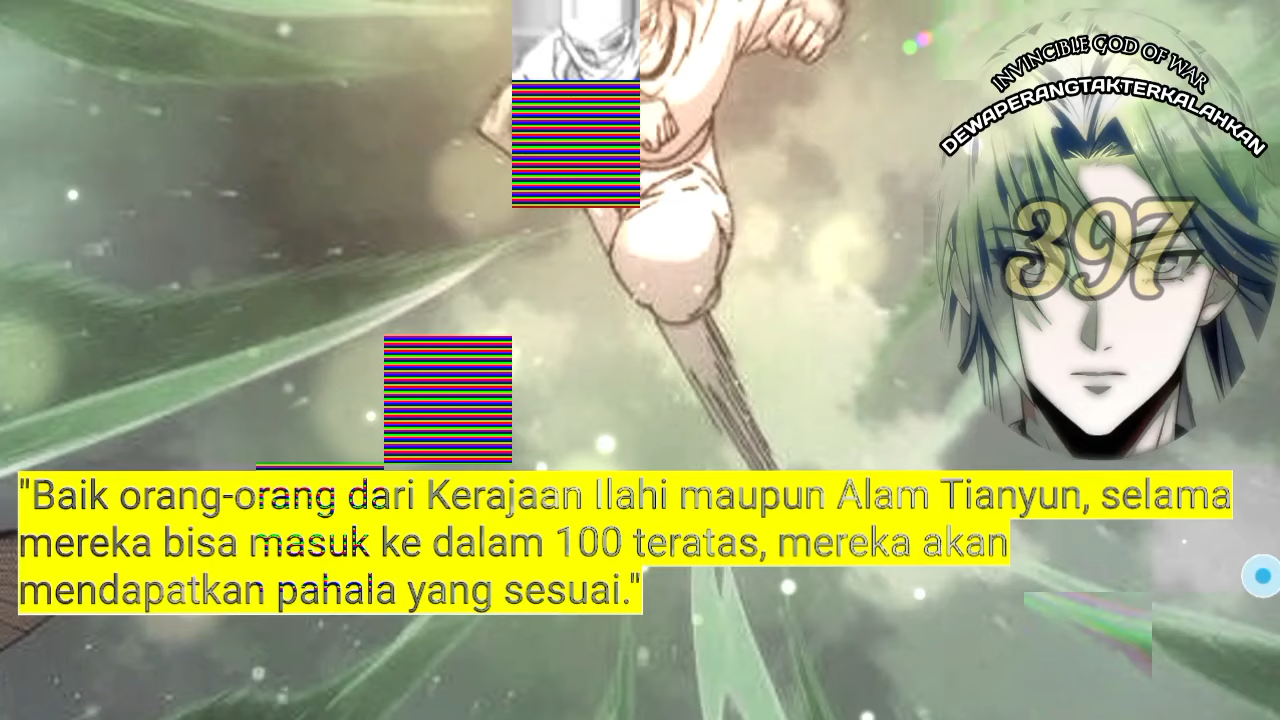 INVINCIBLE GOD OF WAR
DEWAPERANGTAKTERKALAHKAN
397
"Baik orang-orang dari Kerajaan Ilahi maupun Alam Tianyun, selama
mereka bisa masuk ke dalam 100 teratas, mereka akan
mendapatkan pahala yang sesuai."